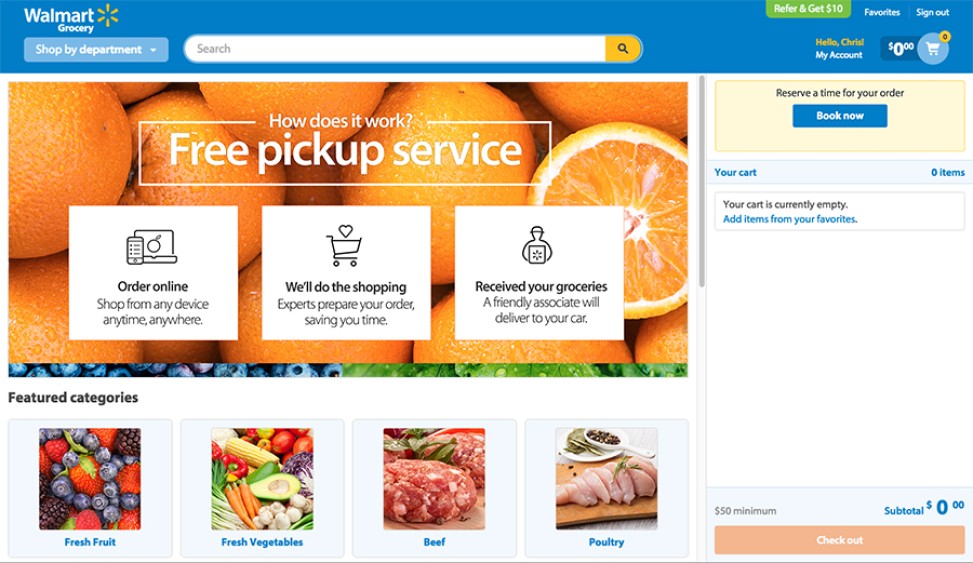 Walmart
Grocery
Refer & Get $10
Favorites
Sign out
Shop by department
Search
Hello, Chris!
My Account
$0 00
0
How does it work?
Free pickup service
Order online
Shop from any device
anytime, anywhere.
We'll do the shopping
Experts prepare your order,
saving you time.
Received your groceries
A friendly associate will
deliver to your car.
Reserve a time for your order
Book now
Your cart
0 items
Your cart is currently empty.
Add items from your favorites.
Featured categories
Fresh Fruit
Fresh Vegetables
Beef
Poultry
$50 minimum
Subtotal $ 0 00
Check out